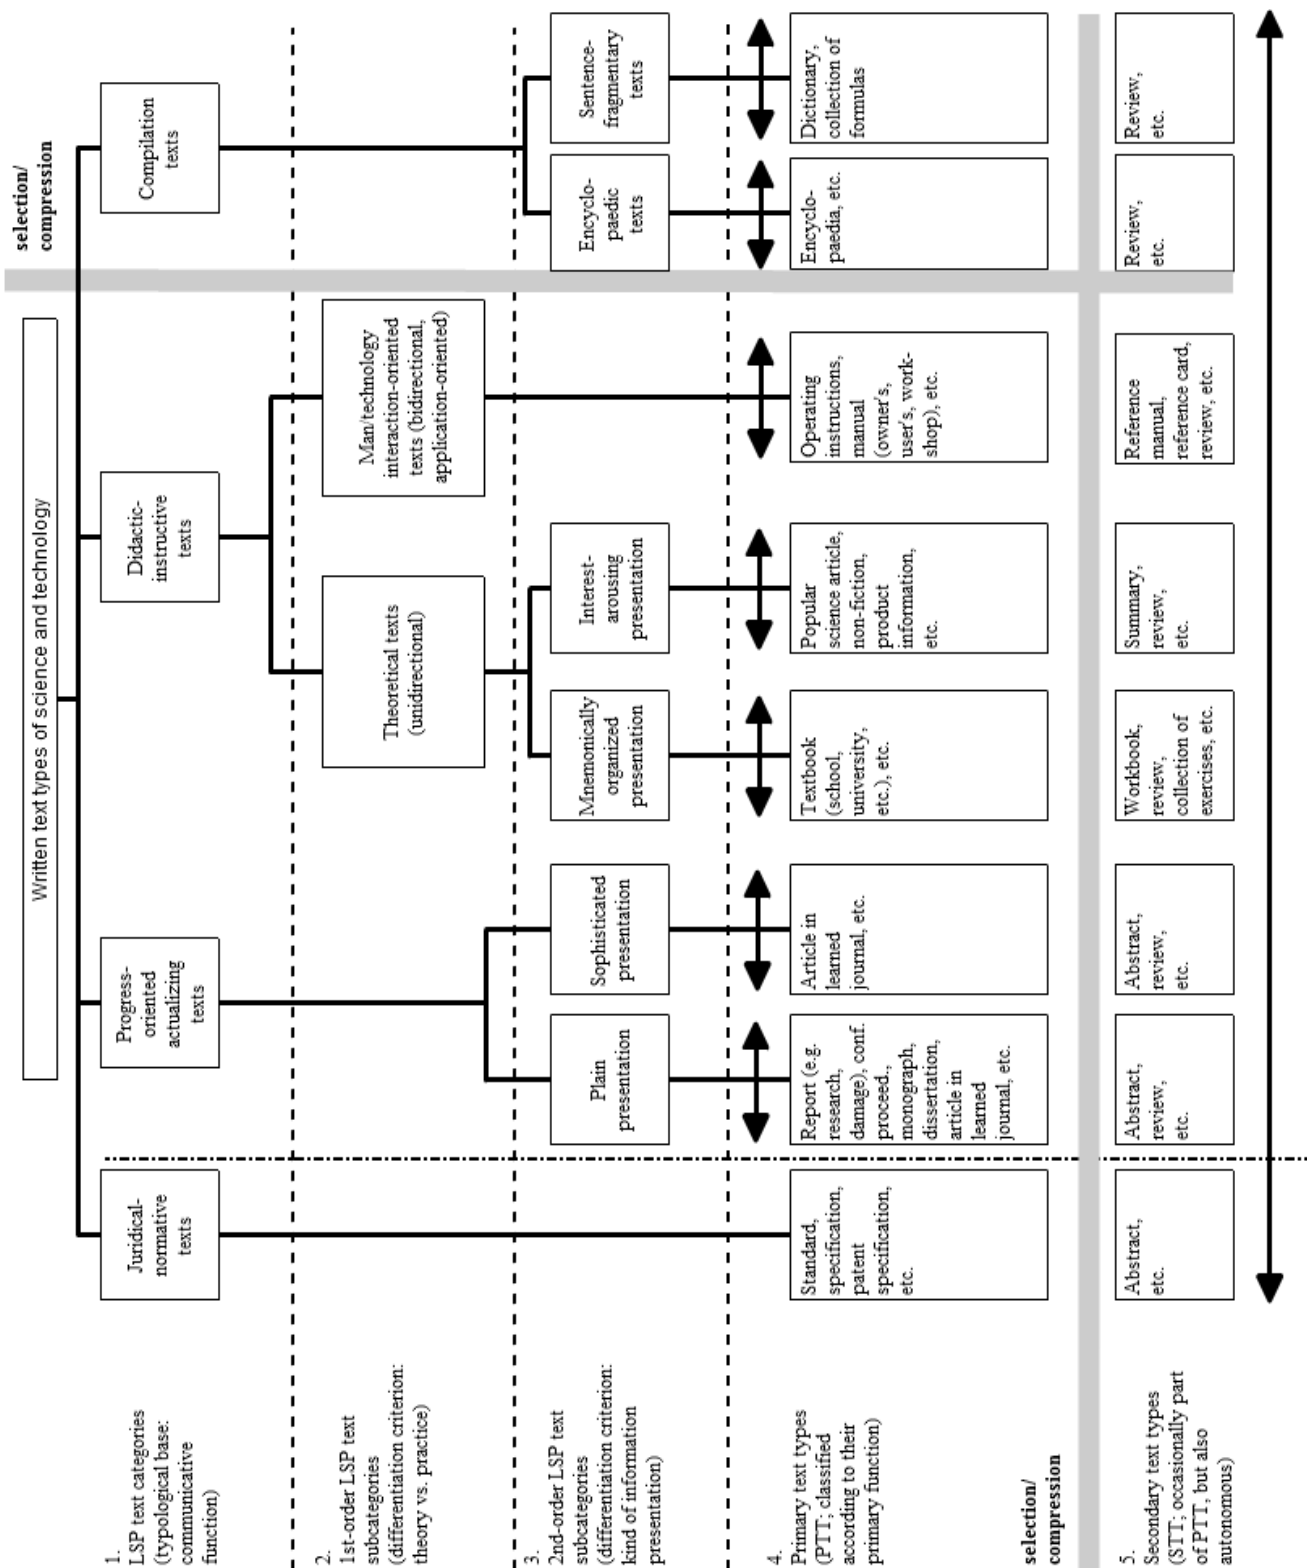 Written text types of science and technology
selection/
compression
1.
LSP text categories
(typological base:
communicative
function)
Juridical-
normative
texts
Progress-
oriented
actualizing
texts
Didactic-
instructive
texts
Compilation
texts
2.
1st-order LSP text
subcategories
(differentiation criterion:
theory vs. practice)
Theoretical texts
(unidirectional)
Man/technology
interaction-oriented
texts (bidirectional,
application-oriented)
3.
2nd-order LSP text
subcategories
(differentiation criterion:
kind of information
presentation)
Plain
presentation
Sophisticated
presentation
Mnemonically
organized
presentation
Interest-
arousing
presentation
Encyclo-
paedic
texts
Sentence-
fragmentary
texts
4.
Primary text types
(PTT; classified
according to their
primary function)
Standard,
specification,
patent
specification,
etc.
Report (e.g.
research,
damage), conf.
proceed.,
monograph,
dissertation,
article in
learned
journal, etc.
Article in
learned
journal, etc.
Textbook
(school,
university,
etc.), etc.
Popular
science article,
non-fiction,
product
information,
etc.
Operating
instructions,
manual
(owner's,
user's, work-
shop), etc.
Encyclo-
paedia, etc.
Dictionary,
collection of
formulas
selection/
compression
5.
Secondary text types
(STT; occasionally part
of PTT, but also
autonomous)
Abstract,
etc.
Abstract,
review,
etc.
Abstract,
review,
etc.
Workbook,
review,
collection of
exercises, etc.
Summary,
review,
etc.
Reference
manual,
reference card,
review, etc.
Review,
etc.
Review,
etc.